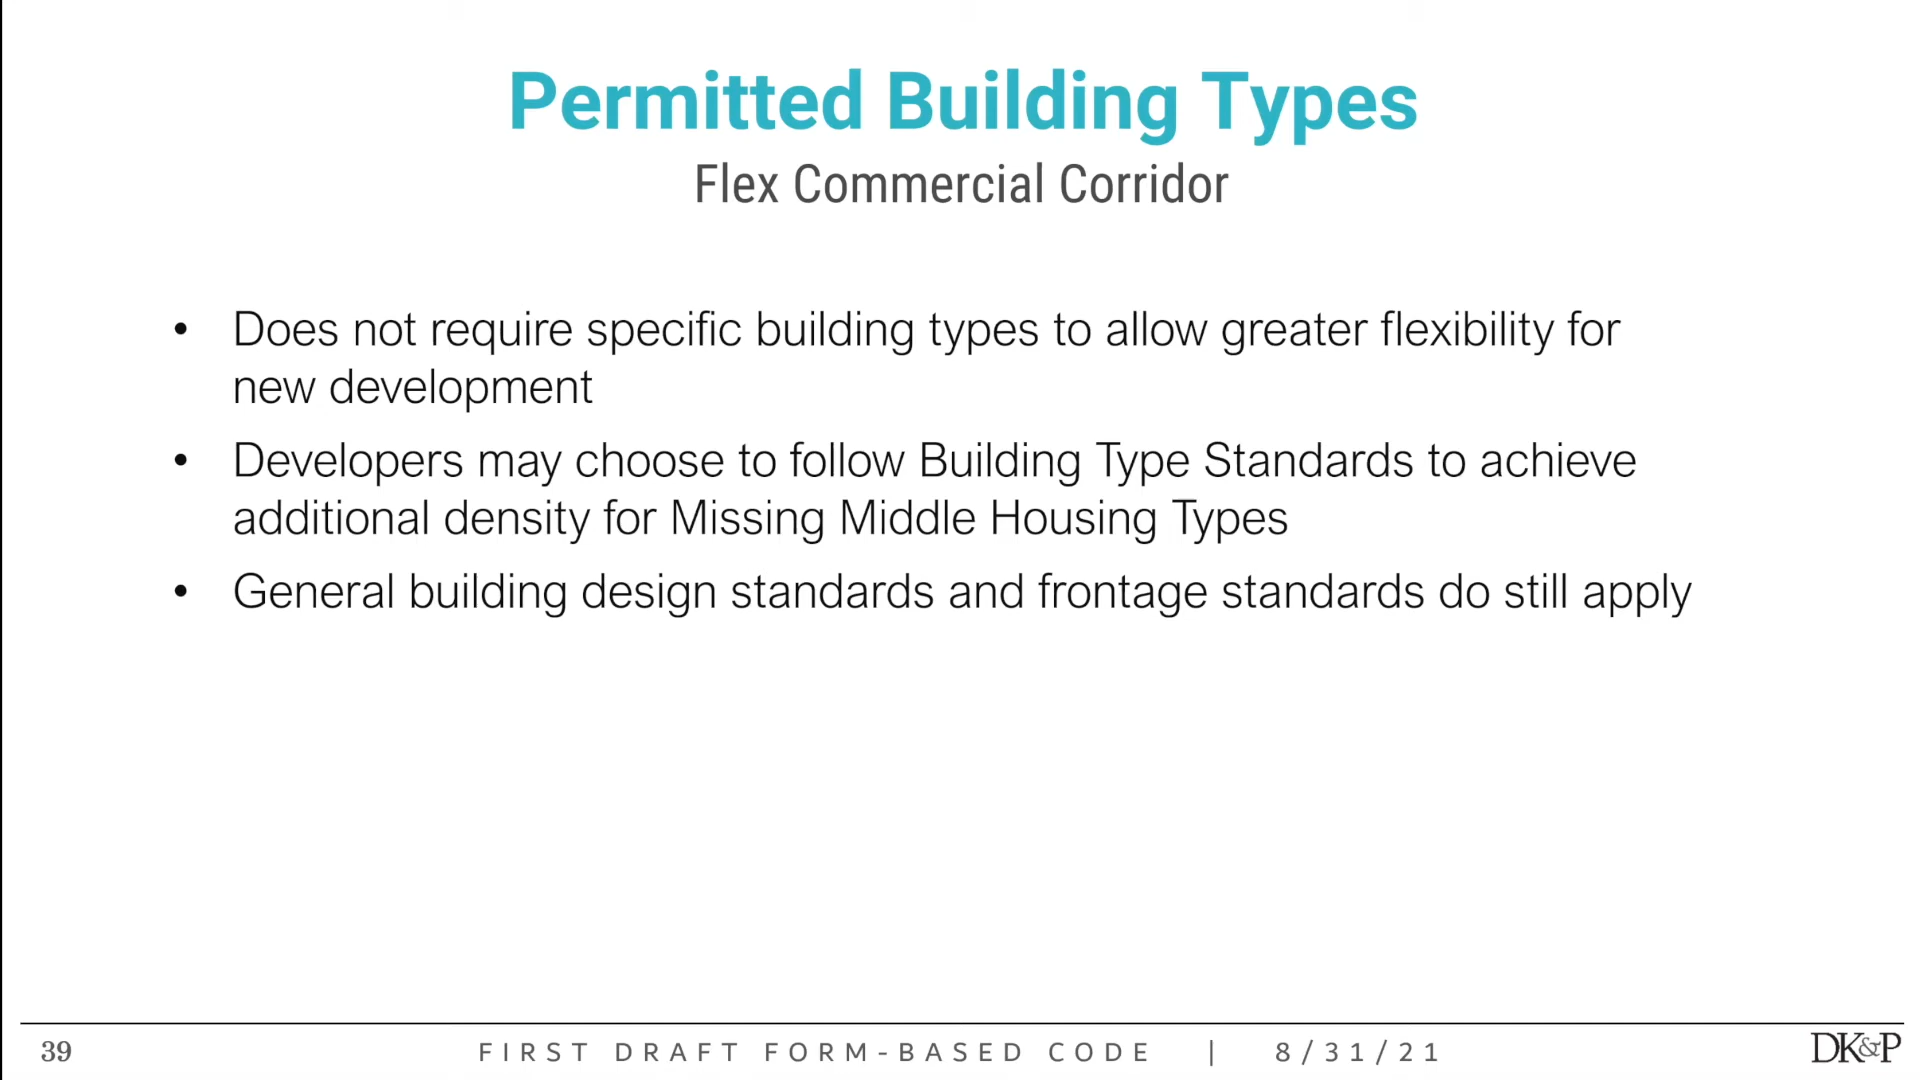 Permitted Building Types
Flex Commercial Corridor
• Does not require specific building types to allow greater flexibility for
new development
• Developers may choose to follow Building Type Standards to achieve
additional density for Missing Middle Housing Types
• General building design standards and frontage standards do still apply
39
FIRST DRAFT FORM-BASED CODE | 8/31/21
DK&P